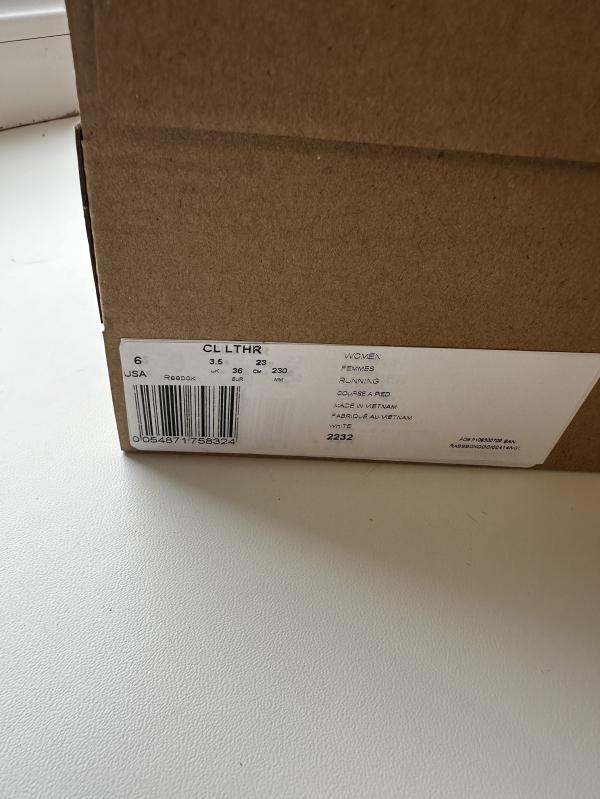 CL LTHR
6 3.5 36 23 230
USA UK EUR CM MM
REEBOK
0 054871 758324
WOMEN
FEMMES
RUNNING
COURSE A PIED
MADE IN VIETNAM
FABRIQUÉ AU VIETNAM
WHITE
2232